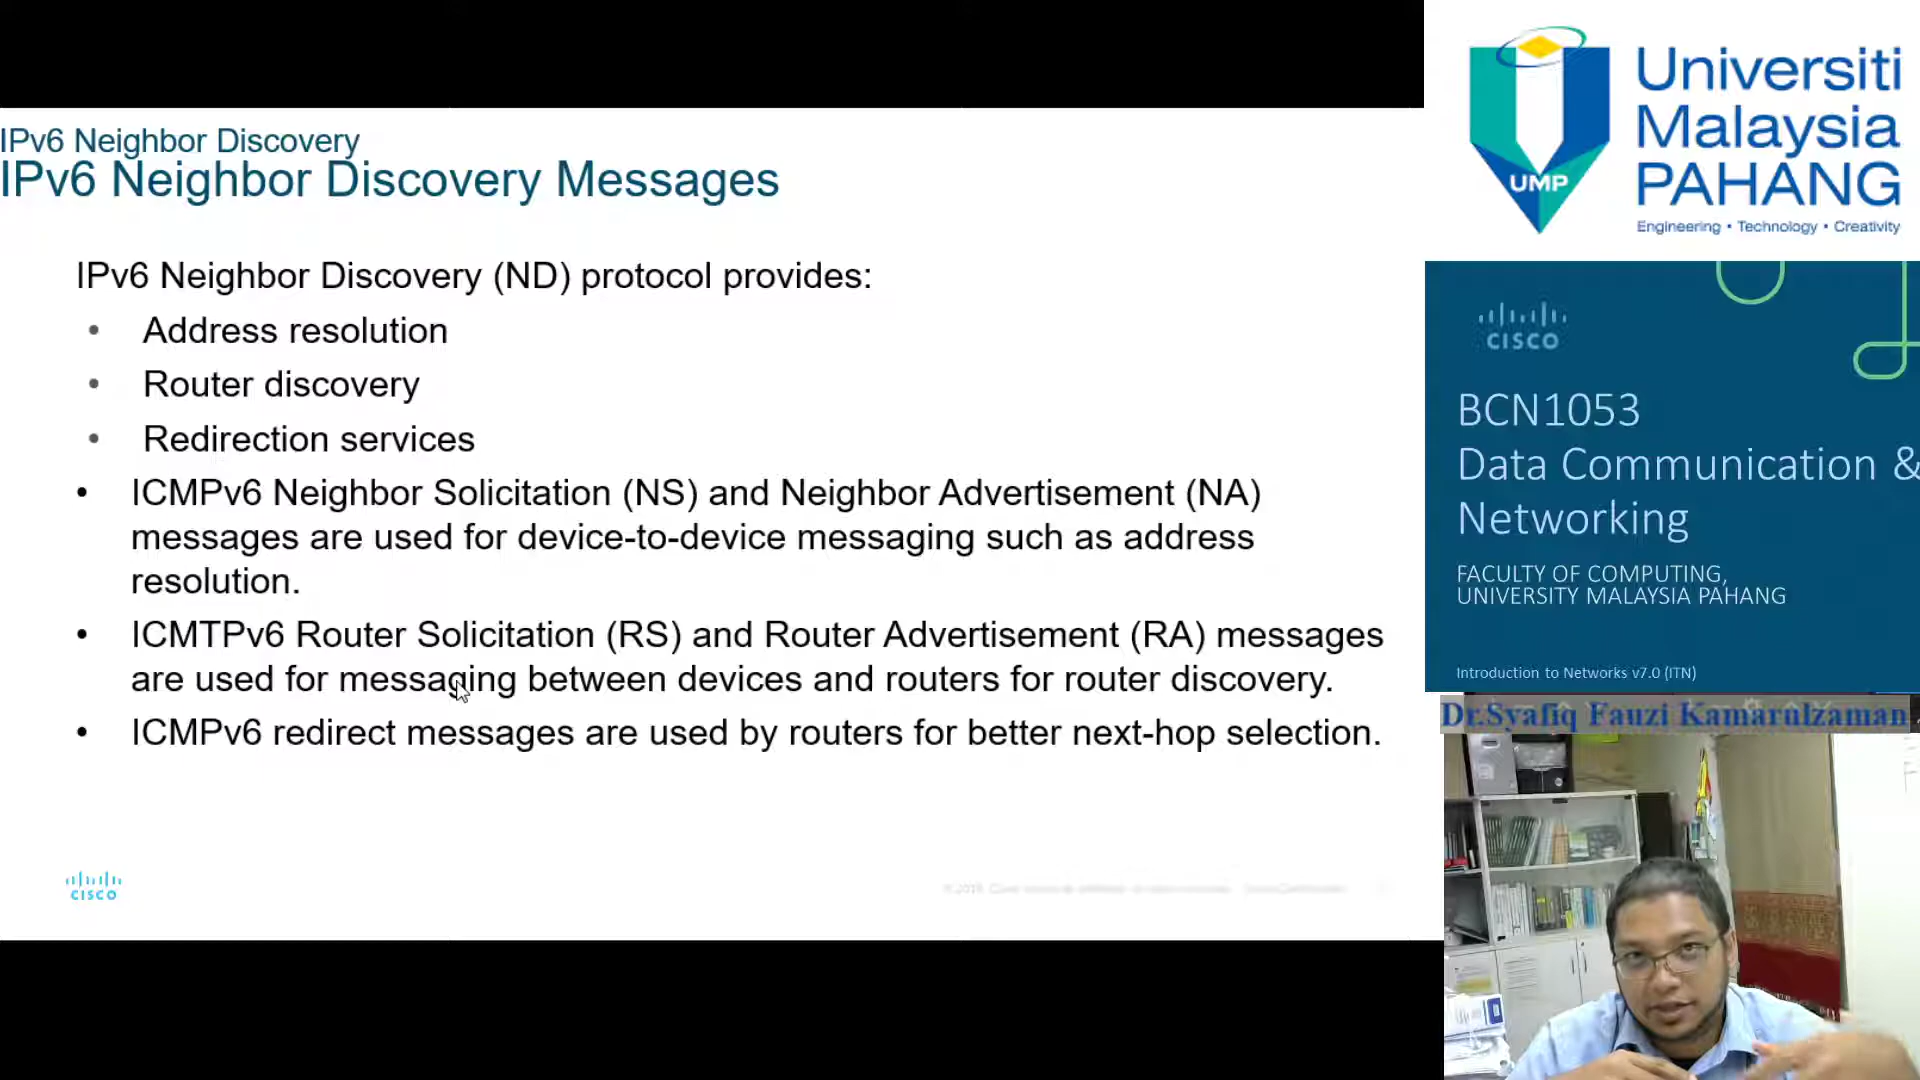 IPv6 Neighbor Discovery
IPv6 Neighbor Discovery Messages
IPv6 Neighbor Discovery (ND) protocol provides:
• Address resolution
• Router discovery
• Redirection services
• ICMPv6 Neighbor Solicitation (NS) and Neighbor Advertisement (NA)
messages are used for device-to-device messaging such as address
resolution.
• ICMTPv6 Router Solicitation (RS) and Router Advertisement (RA) messages
are used for messaging between devices and routers for router discovery.
• ICMPv6 redirect messages are used by routers for better next-hop selection.
CISCO
UMP
Universiti
Malaysia
PAHANG
Engineering • Technology • Creativity
CISCO
BCN1053
Data Communication &
Networking
FACULTY OF COMPUTING,
UNIVERSITY MALAYSIA PAHANG
Introduction to Networks v7.0 (ITN)
Dr.Syafiq Fauzi Kamarulzaman